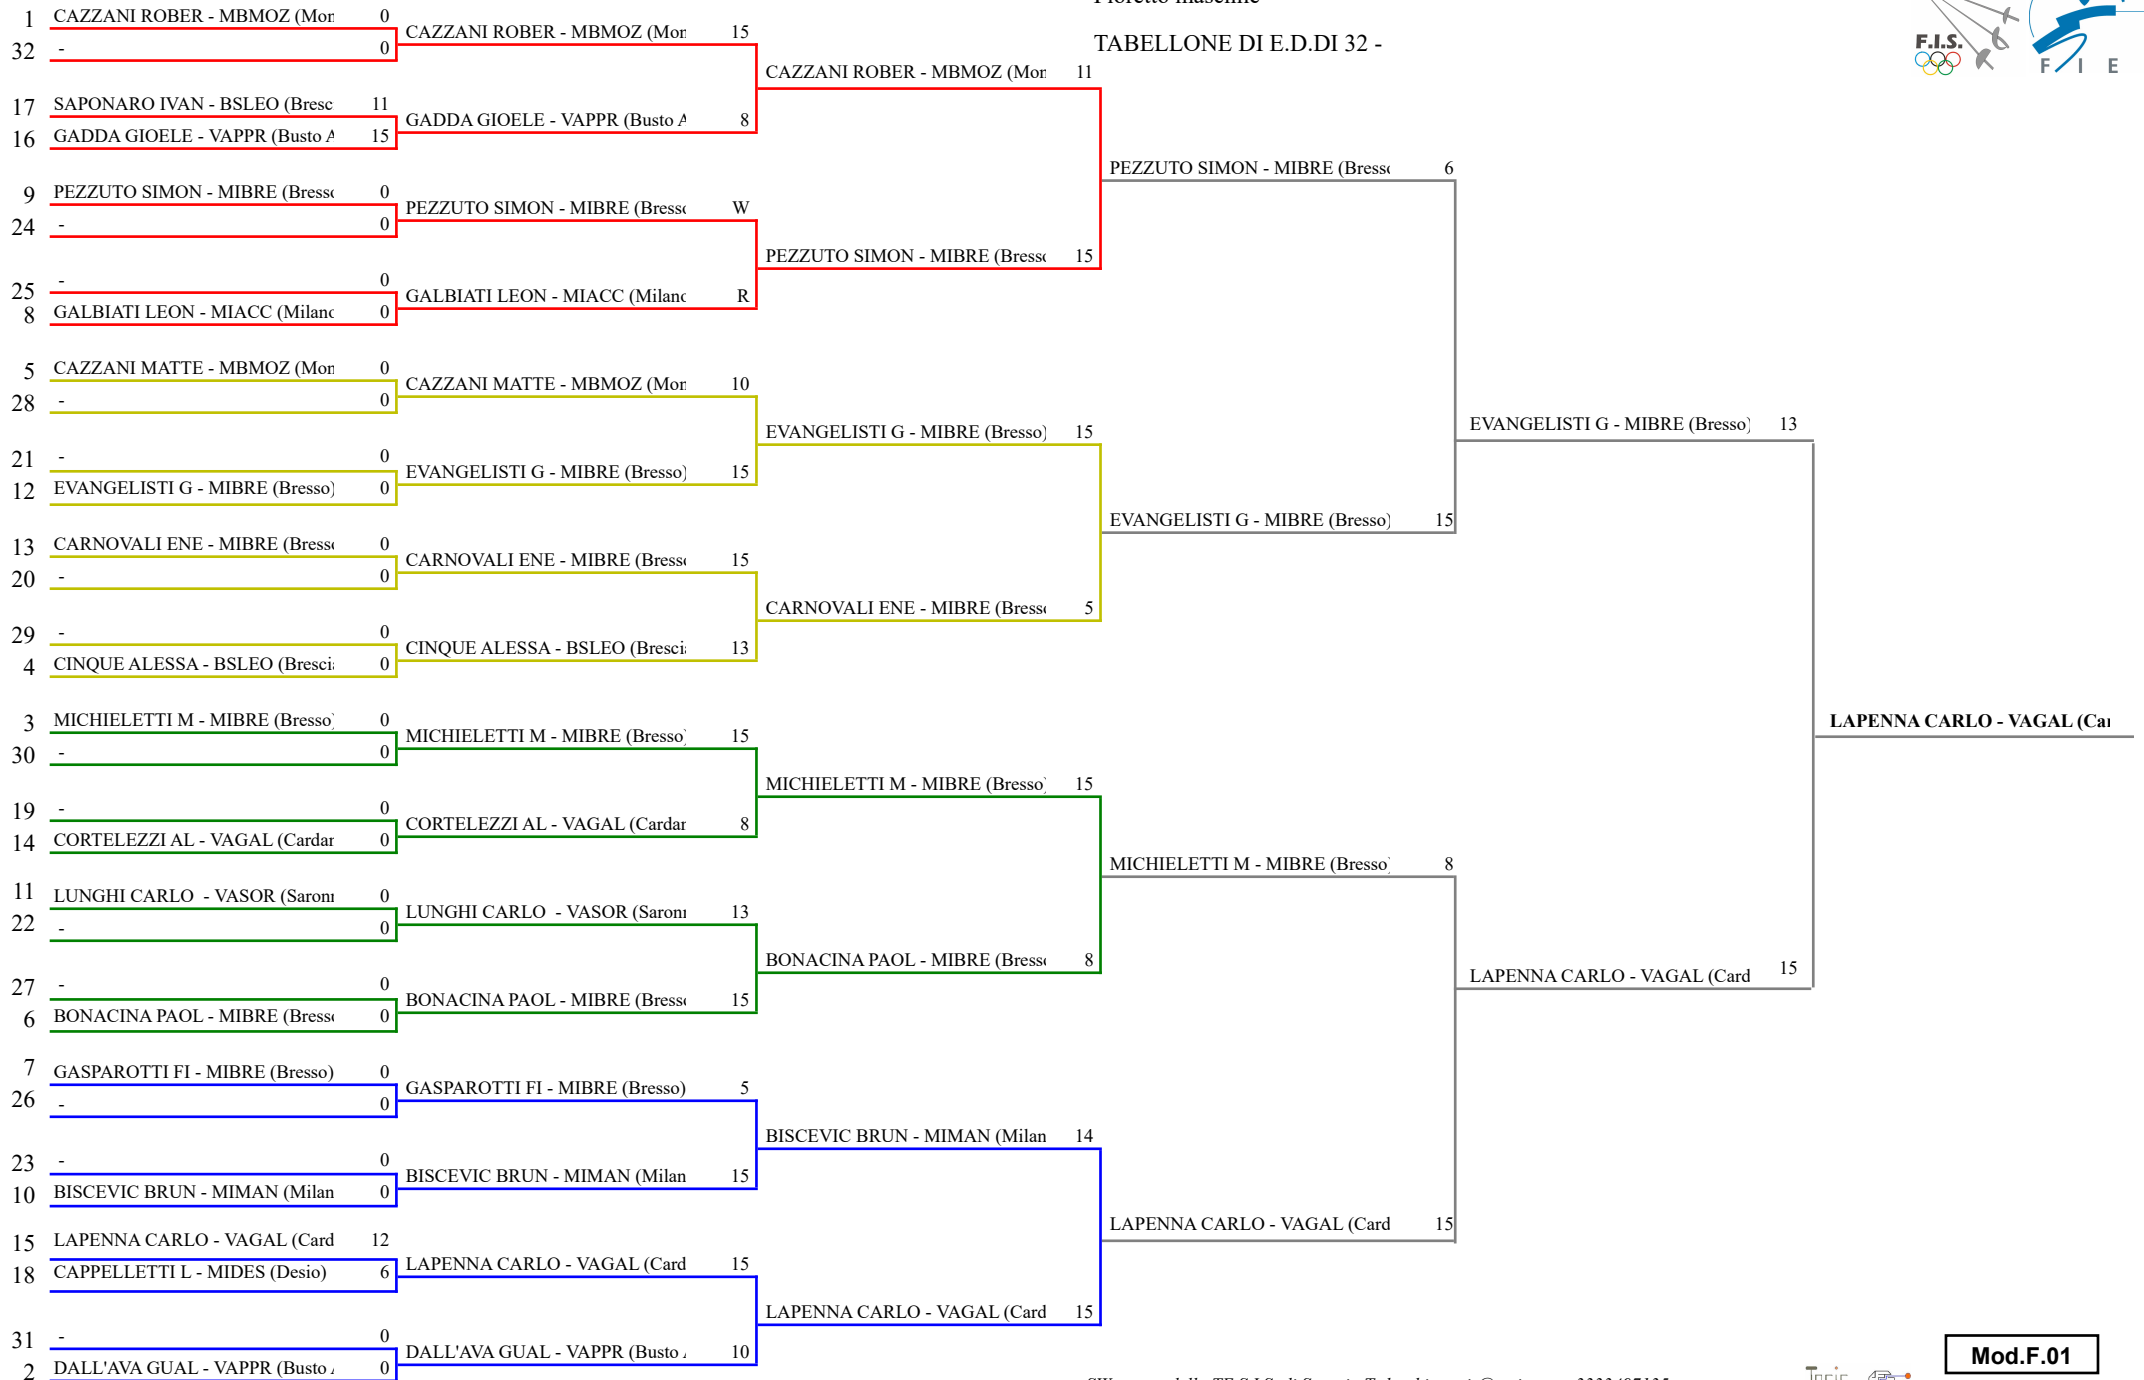 Fioretto maschile
TABELLONE DI E.D.DI 32 -
F.I.S.
F I E
1 CAZZANI ROBER - MBMOZ (Mon 0
32 - 0
17 SAPONARO IVAN - BSLEO (Bresc 11
16 GADDA GIOELE - VAPPR (Busto A 15
9 PEZZUTO SIMON - MIBRE (Bresso 0
24 - 0
25 - 0
8 GALBIATI LEON - MIACC (Milano 0
5 CAZZANI MATTE - MBMOZ (Mon 0
28 - 0
21 - 0
12 EVANGELISTI G - MIBRE (Bresso) 0
13 CARNOVALI ENE - MIBRE (Bresso 0
20 - 0
29 - 0
4 CINQUE ALESSA - BSLEO (Brescia 0
3 MICHIELETTI M - MIBRE (Bresso) 0
30 - 0
19 - 0
14 CORTELEZZI AL - VAGAL (Cardar 0
11 LUNGHI CARLO - VASOR (Saronn 0
22 - 0
27 - 0
6 BONACINA PAOL - MIBRE (Bresso 0
7 GASPAROTTI FI - MIBRE (Bresso) 0
26 - 0
23 - 0
10 BISCEVIC BRUN - MIMAN (Milan 0
15 LAPENNA CARLO - VAGAL (Card 12
18 CAPPELLETTI L - MIDES (Desio) 6
31 - 0
2 DALL'AVA GUAL - VAPPR (Busto A 0
CAZZANI ROBER - MBMOZ (Mon 15
GADDA GIOELE - VAPPR (Busto A 8
PEZZUTO SIMON - MIBRE (Bresso W
GALBIATI LEON - MIACC (Milano R
CAZZANI MATTE - MBMOZ (Mon 10
EVANGELISTI G - MIBRE (Bresso) 15
CARNOVALI ENE - MIBRE (Bresso 15
CINQUE ALESSA - BSLEO (Brescia 13
MICHIELETTI M - MIBRE (Bresso) 15
CORTELEZZI AL - VAGAL (Cardar 8
LUNGHI CARLO - VASOR (Saronn 13
BONACINA PAOL - MIBRE (Bresso 15
GASPAROTTI FI - MIBRE (Bresso) 5
BISCEVIC BRUN - MIMAN (Milan 15
LAPENNA CARLO - VAGAL (Card 15
DALL'AVA GUAL - VAPPR (Busto A 10
CAZZANI ROBER - MBMOZ (Mon 11
PEZZUTO SIMON - MIBRE (Bresso 15
EVANGELISTI G - MIBRE (Bresso) 15
CARNOVALI ENE - MIBRE (Bresso 5
MICHIELETTI M - MIBRE (Bresso) 15
BONACINA PAOL - MIBRE (Bresso 8
BISCEVIC BRUN - MIMAN (Milan 14
LAPENNA CARLO - VAGAL (Card 15
PEZZUTO SIMON - MIBRE (Bresso 6
EVANGELISTI G - MIBRE (Bresso) 15
MICHIELETTI M - MIBRE (Bresso) 8
LAPENNA CARLO - VAGAL (Card 15
EVANGELISTI G - MIBRE (Bresso) 13
LAPENNA CARLO - VAGAL (Card 15
LAPENNA CARLO - VAGAL (Car
Mod.F.01